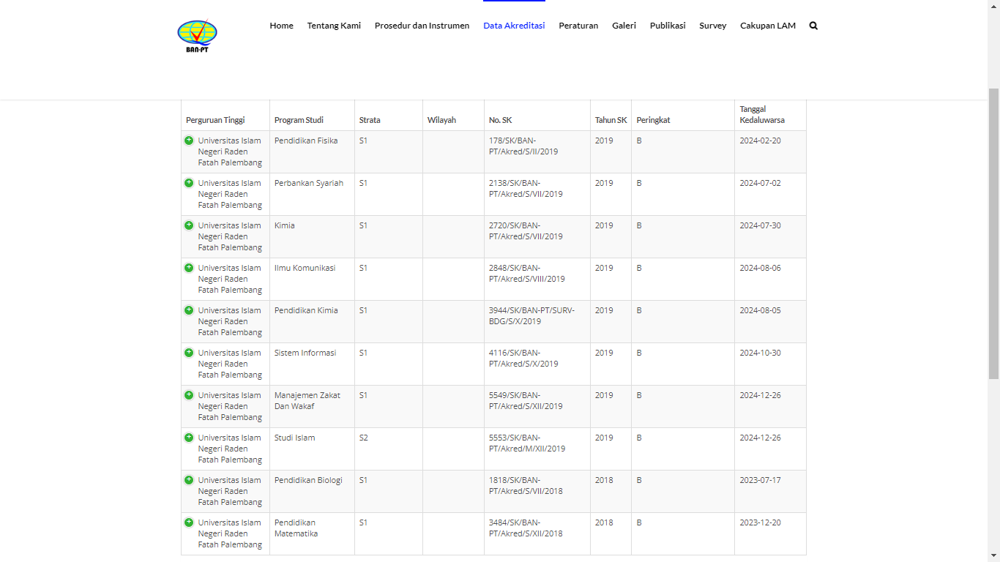 BAN-PT
Home Tentang Kami Prosedur dan Instrumen Data Akreditasi Peraturan Galeri Publikasi Survey Cakupan LAM
Perguruan Tinggi Program Studi Strata Wilayah No. SK Tahun SK Peringkat Tanggal
Kedaluwarsa
Universitas Islam Pendidikan Fisika S1 178/SK/BAN- 2019 B 2024-02-20
Negeri Raden PT/Akred/S/II/2019
Fatah Palembang
Universitas Islam Perbankan Syariah S1 2138/SK/BAN- 2019 B 2024-07-02
Negeri Raden PT/Akred/S/VII/2019
Fatah Palembang
Universitas Islam Kimia S1 2720/SK/BAN- 2019 B 2024-07-30
Negeri Raden PT/Akred/S/VII/2019
Fatah Palembang
Universitas Islam Ilmu Komunikasi S1 2848/SK/BAN- 2019 B 2024-08-06
Negeri Raden PT/Akred/S/VIII/2019
Fatah Palembang
Universitas Islam Pendidikan Kimia S1 3944/SK/BAN-PT/SURV- 2019 B 2024-08-05
Negeri Raden BDG/S/X/2019
Fatah Palembang
Universitas Islam Sistem Informasi S1 4116/SK/BAN- 2019 B 2024-10-30
Negeri Raden PT/Akred/S/X/2019
Fatah Palembang
Universitas Islam Manajemen Zakat S1 5549/SK/BAN- 2019 B 2024-12-26
Negeri Raden Dan Wakaf PT/Akred/S/XII/2019
Fatah Palembang
Universitas Islam Studi Islam S2 5553/SK/BAN- 2019 B 2024-12-26
Negeri Raden PT/Akred/M/XII/2019
Fatah Palembang
Universitas Islam Pendidikan Biologi S1 1818/SK/BAN- 2018 B 2023-07-17
Negeri Raden PT/Akred/S/VII/2018
Fatah Palembang
Universitas Islam Pendidikan S1 3484/SK/BAN- 2018 B 2023-12-20
Negeri Raden Matematika PT/Akred/S/XII/2018
Fatah Palembang